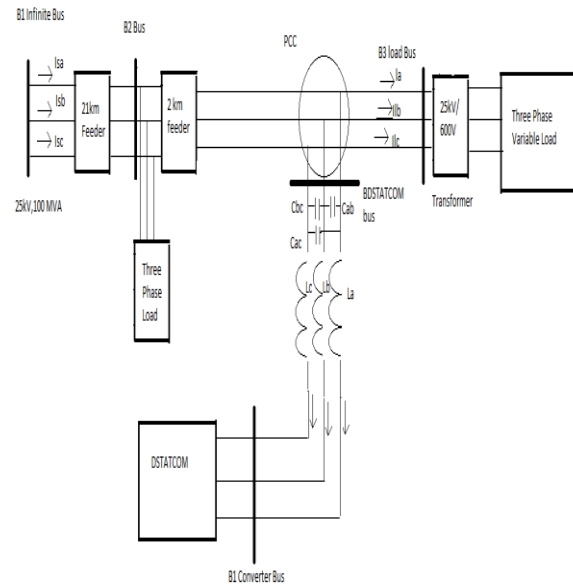 B1 Infinite Bus
B2 Bus
PCC
B3 load Bus
Isa
Isb
Isc
21km
Feeder
2 km
feeder
Ia
Ilb
Ilc
25kV/
600V
Three Phase
Variable Load
25kV,100 MVA
Transformer
BDSTATCOM
bus
Cbc
Cab
Cac
Three
Phase
Load
Lc
Lb
La
DSTATCOM
B1 Converter Bus